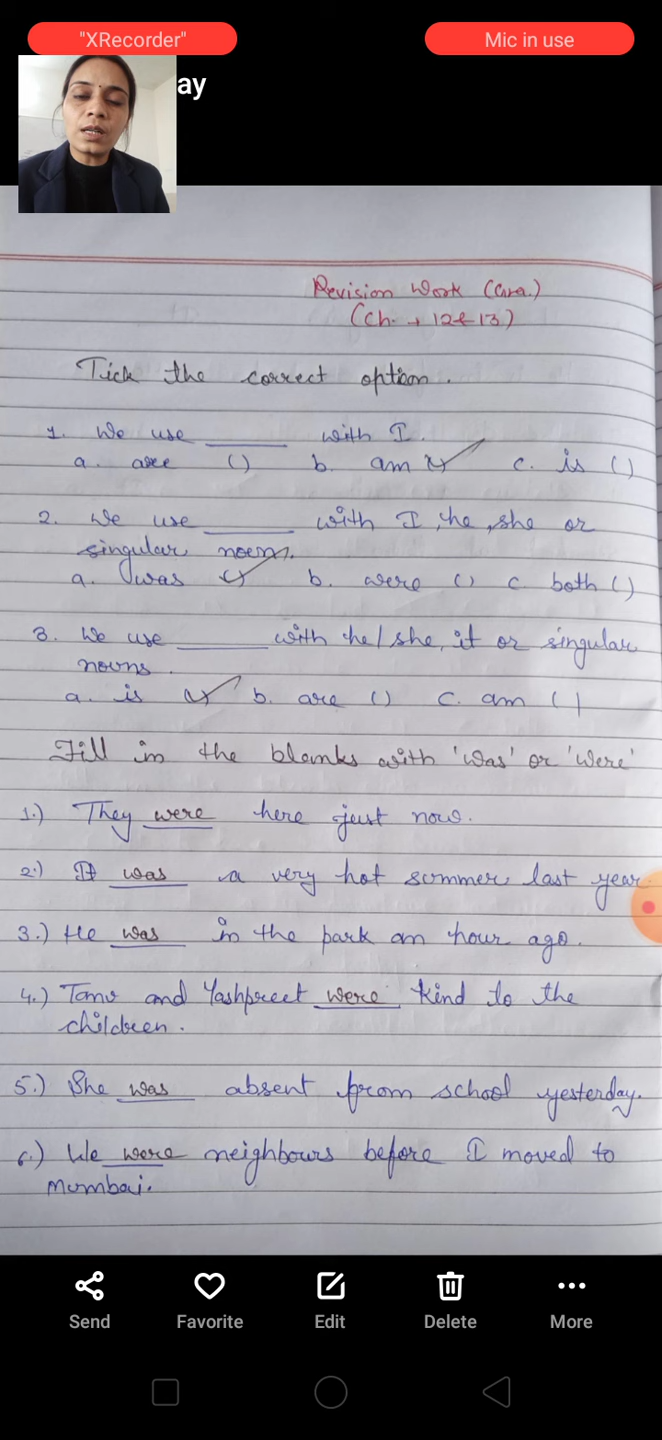 "XRecorder"
Mic in use
ay
Revision Work (Gra.)
(Ch. → 12 & 13)
Tick the correct option.
1. We use ______ with I.
a. are () b. am (✓) c. is ()
2. We use ______ with I, he, she or
singular noun.
a. was (✓) b. were () c. both ()
3. We use ______ with he/she, it or singular
nouns.
a. is (✓) b. are () c. am ()
Fill in the blanks with 'was' or 'were'
1.) They were here just now.
2.) It was a very hot summer last year.
3.) He was in the park an hour ago.
4.) Tanu and Yashpreet were kind to the
children.
5.) She was absent from school yesterday.
6.) We were neighbours before I moved to
Mumbai.
Send
Favorite
Edit
Delete
More